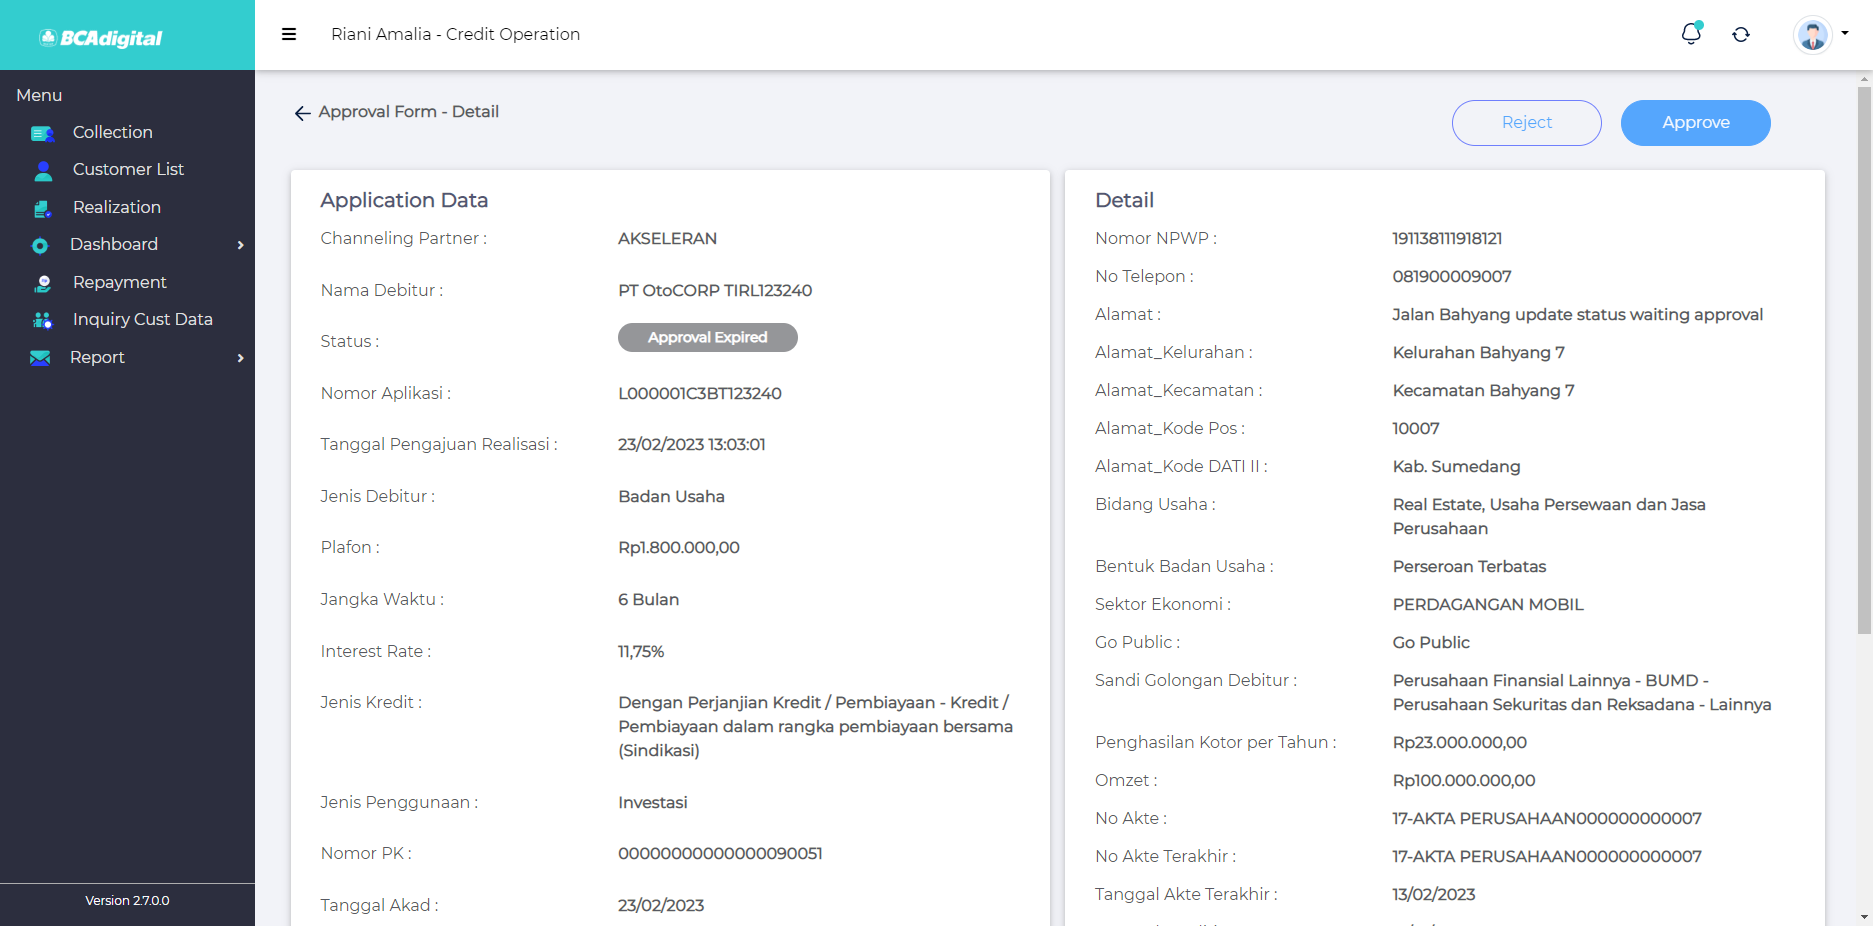 BCAdigital
Riani Amalia - Credit Operation
Menu
Collection
Customer List
Realization
Dashboard
Repayment
Inquiry Cust Data
Report
Version 2.7.0.0
Approval Form - Detail
Reject
Approve
Application Data
Channeling Partner : AKSELERAN
Nama Debitur : PT OtoCORP TIRL123240
Status : Approval Expired
Nomor Aplikasi : L000001C3BT123240
Tanggal Pengajuan Realisasi : 23/02/2023 13:03:01
Jenis Debitur : Badan Usaha
Plafon : Rp1.800.000,00
Jangka Waktu : 6 Bulan
Interest Rate : 11,75%
Jenis Kredit : Dengan Perjanjian Kredit / Pembiayaan - Kredit /
Pembiayaan dalam rangka pembiayaan bersama
(Sindikasi)
Jenis Penggunaan : Investasi
Nomor PK : 00000000000000090051
Tanggal Akad : 23/02/2023
Detail
Nomor NPWP : 191138111918121
No Telepon : 081900009007
Alamat : Jalan Bahyang update status waiting approval
Alamat_Kelurahan : Kelurahan Bahyang 7
Alamat_Kecamatan : Kecamatan Bahyang 7
Alamat_Kode Pos : 10007
Alamat_Kode DATI II : Kab. Sumedang
Bidang Usaha : Real Estate, Usaha Persewaan dan Jasa
Perusahaan
Bentuk Badan Usaha : Perseroan Terbatas
Sektor Ekonomi : PERDAGANGAN MOBIL
Go Public : Go Public
Sandi Golongan Debitur : Perusahaan Finansial Lainnya - BUMD -
Perusahaan Sekuritas dan Reksadana - Lainnya
Penghasilan Kotor per Tahun : Rp23.000.000,00
Omzet : Rp100.000.000,00
No Akte : 17-AKTA PERUSAHAAN000000000007
No Akte Terakhir : 17-AKTA PERUSAHAAN000000000007
Tanggal Akte Terakhir : 13/02/2023